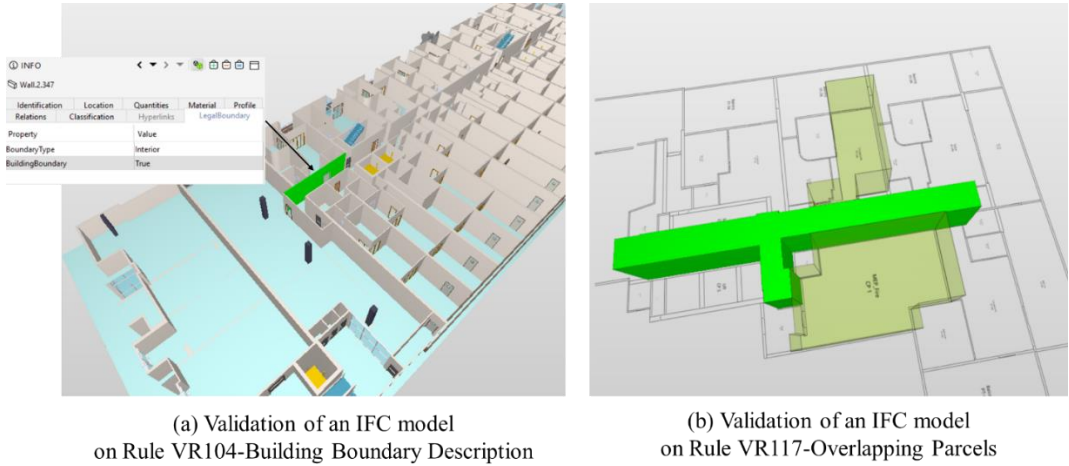 INFO
Wall.2.347
Identification Location Quantities Material Profile
Relations Classification Hyperlinks LegalBoundary
Property Value
BoundaryType Interior
BuildingBoundary True
(a) Validation of an IFC model
on Rule VR104-Building Boundary Description
(b) Validation of an IFC model
on Rule VR117-Overlapping Parcels